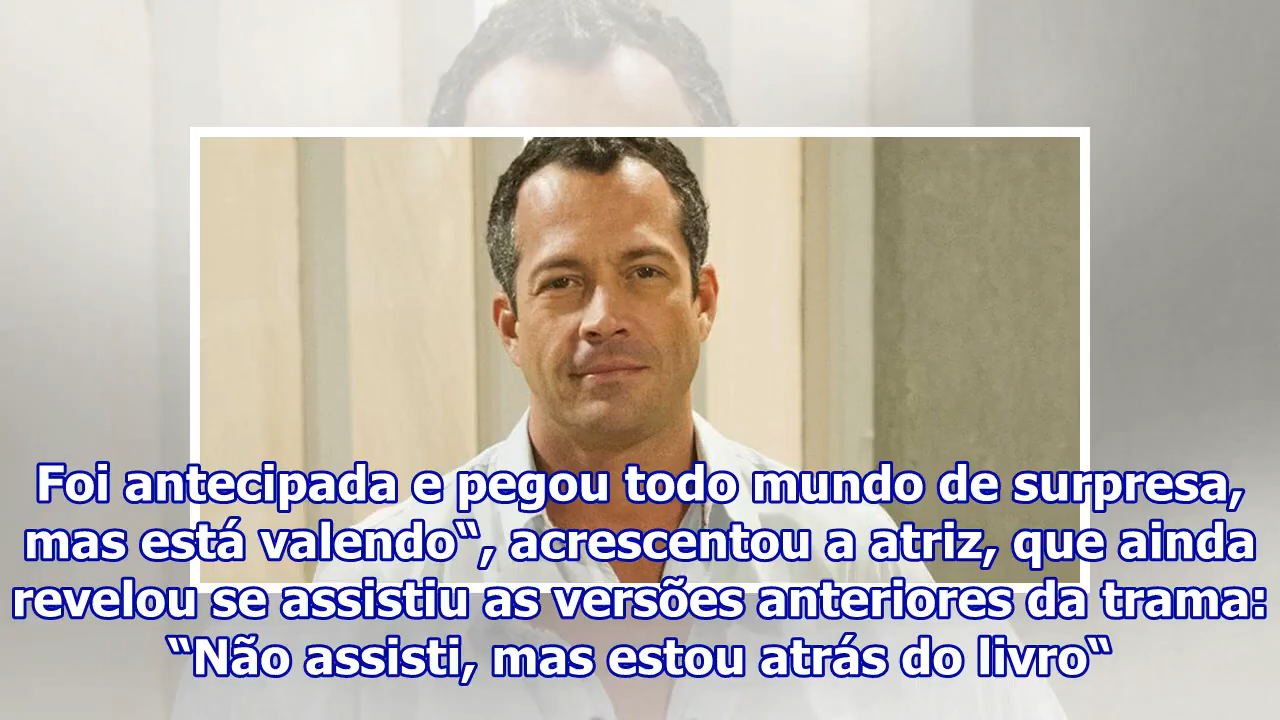 Foi antecipada e pegou todo mundo de surpresa,
mas está valendo“, acrescentou a atriz, que ainda
revelou se assistiu as versões anteriores da trama:
“Não assisti, mas estou atrás do livro“